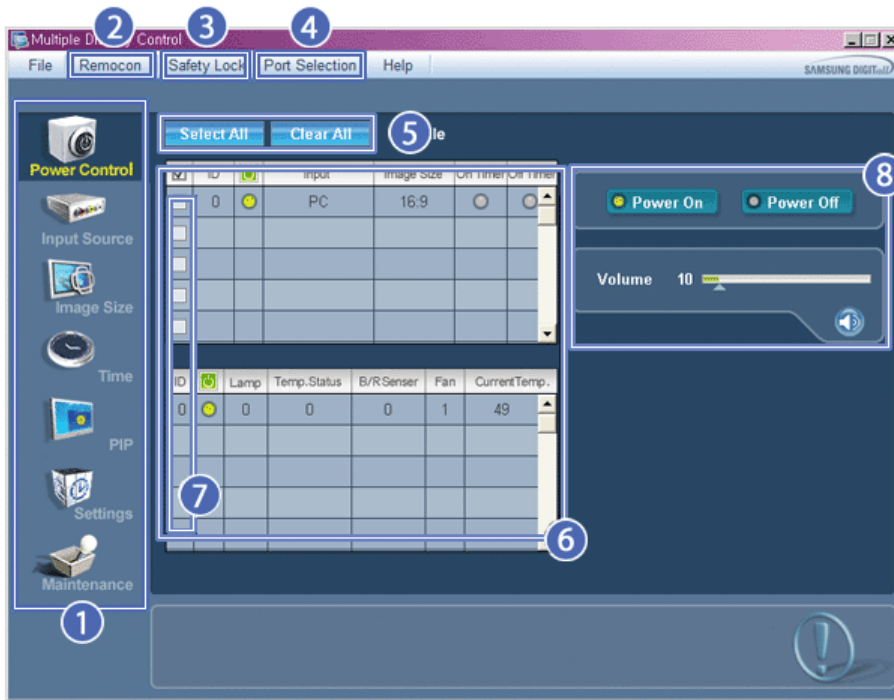 Multiple Control
2 3 4
File Remocon Safety Lock Port Selection Help
SAMSUNG DIGITall
Select All Clear All 5 le
8
Power Control
Input Source
Image Size
Time
PIP
Settings
Maintenance
1
ID Input Image Size On Timer Off Timer
0 PC 16:9
ID Lamp Temp.Status B/RSenser Fan CurrentTemp.
0 0 0 0 1 49
7
6
Power On Power Off
Volume 10